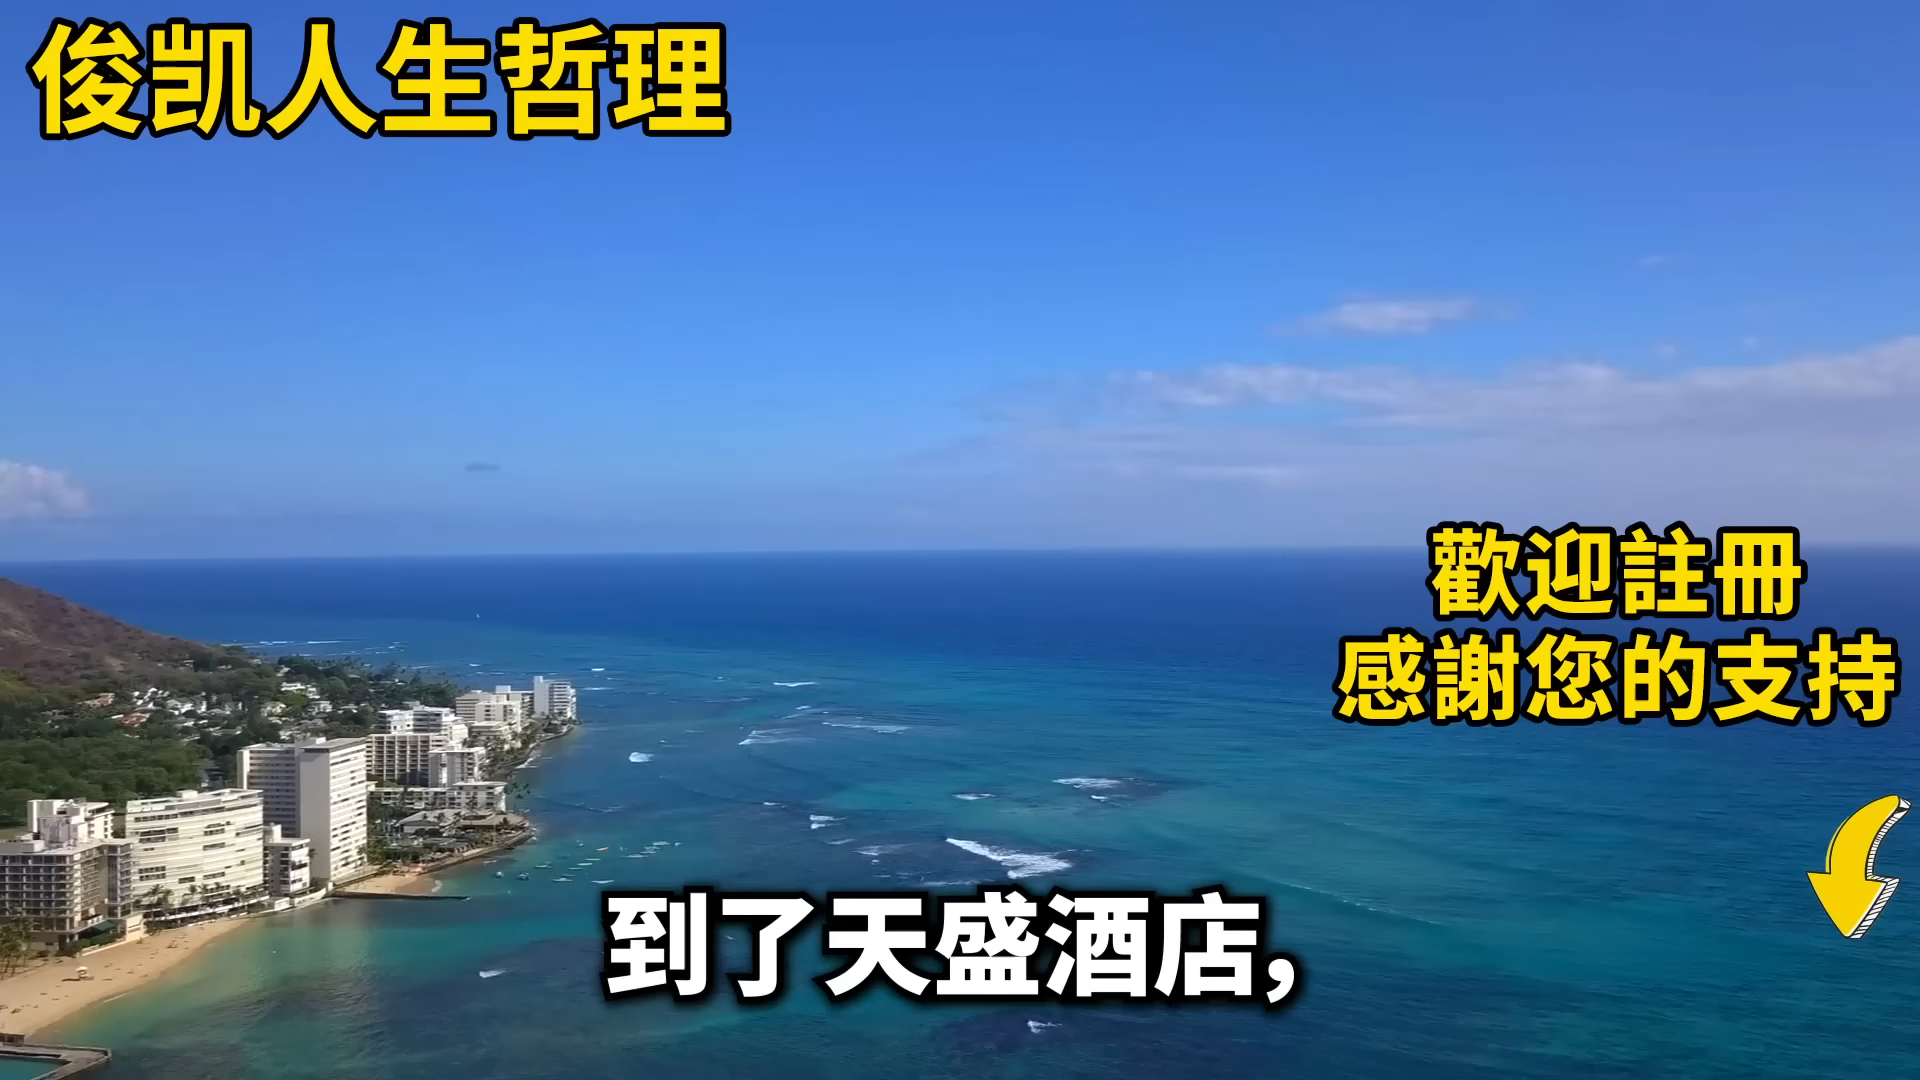 俊凯人生哲理
歡迎註冊
感謝您的支持
到了天盛酒店,